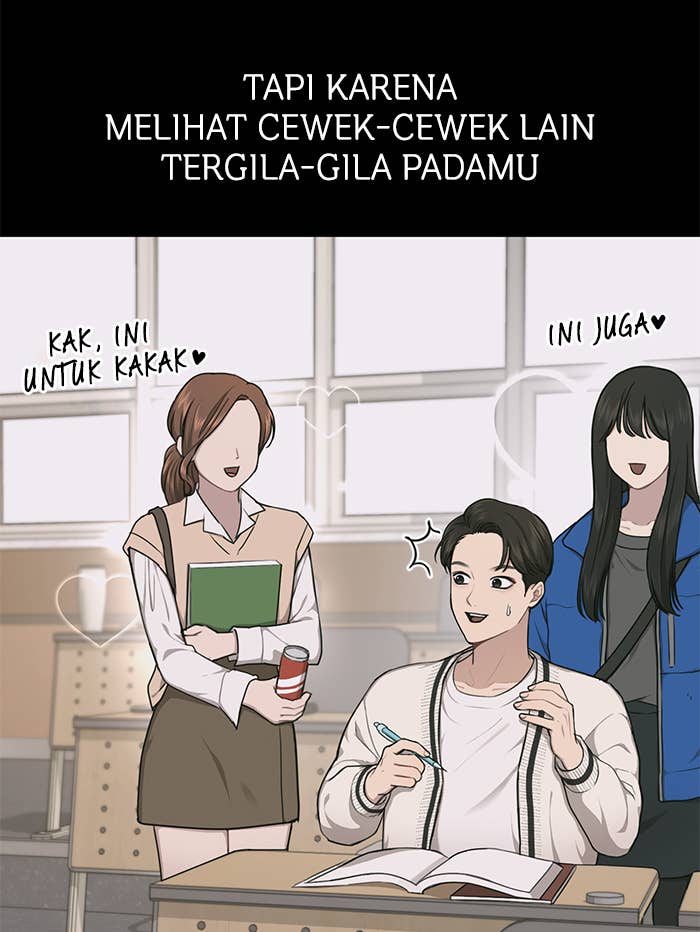 TAPI KARENA
MELIHAT CEWEK-CEWEK LAIN
TERGILA-GILA PADAMU
KAK, INI
UNTUK KAKAK♥
INI JUGA♥